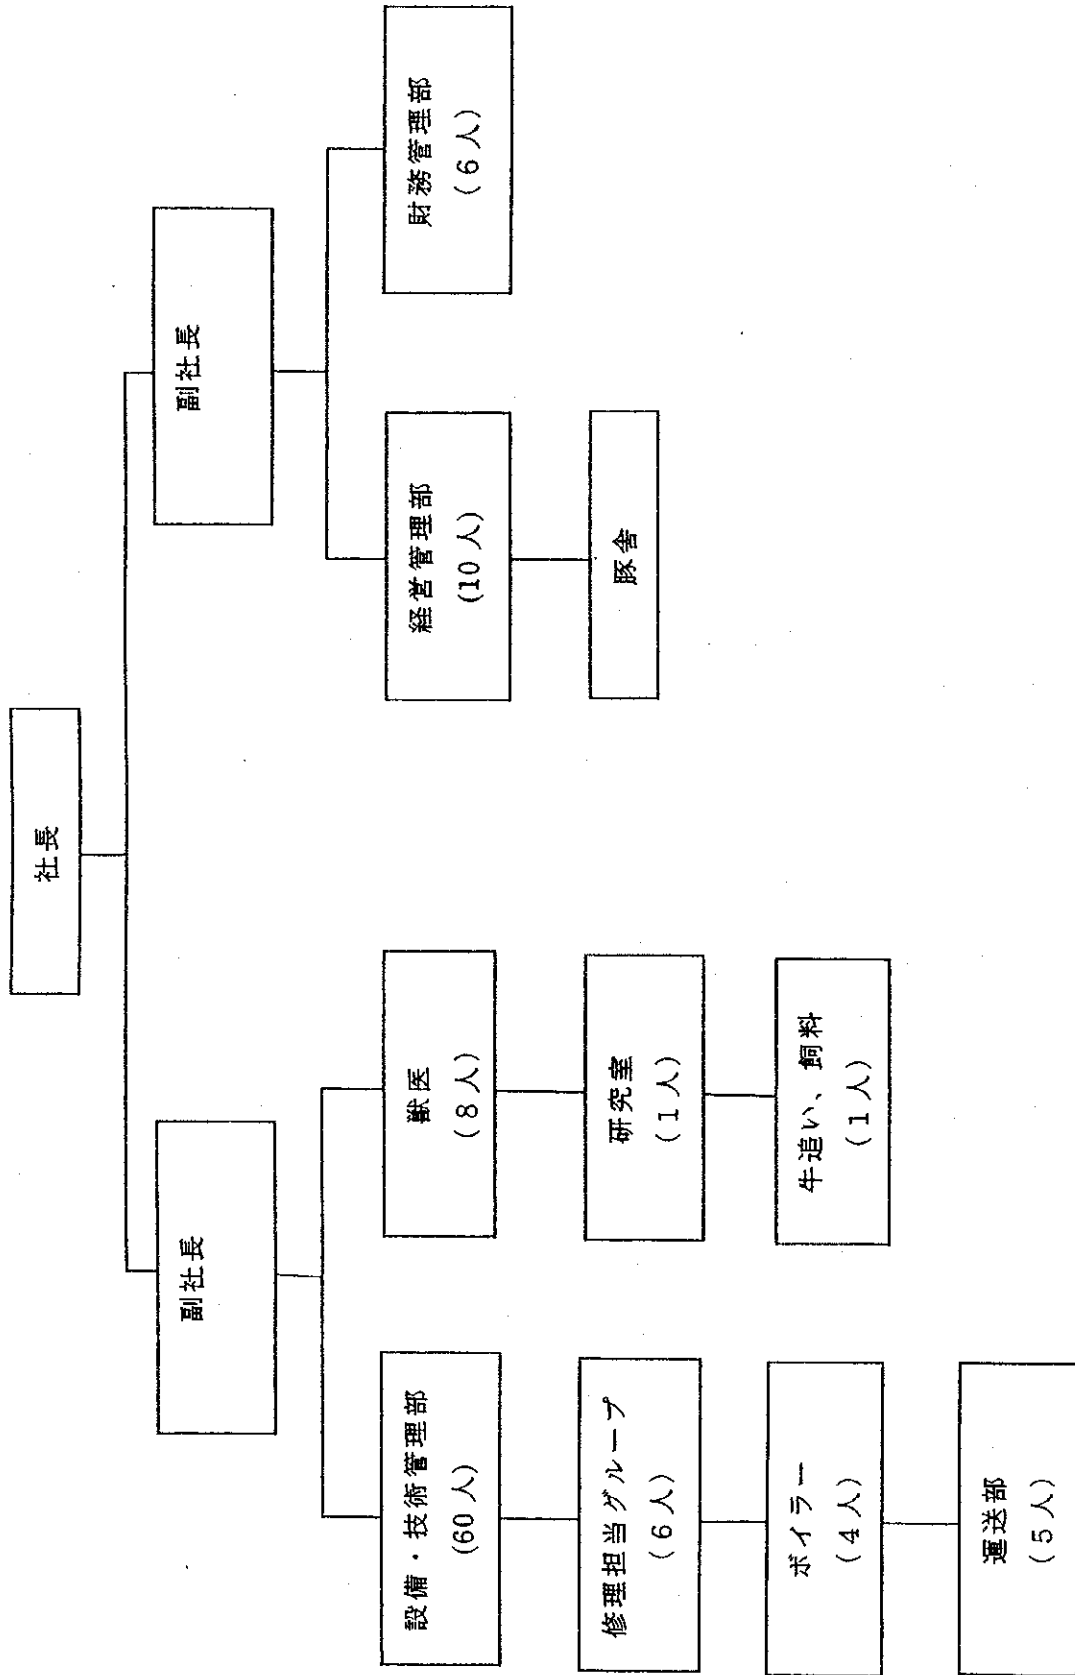 社長
副社長
副社長
設備・技術管理部
(60人)
獣医
(8人)
経営管理部
(10人)
財務管理部
(6人)
修理担当グループ
(6人)
研究室
(1人)
豚舎
ボイラー
(4人)
牛追い、飼料
(1人)
運送部
(5人)